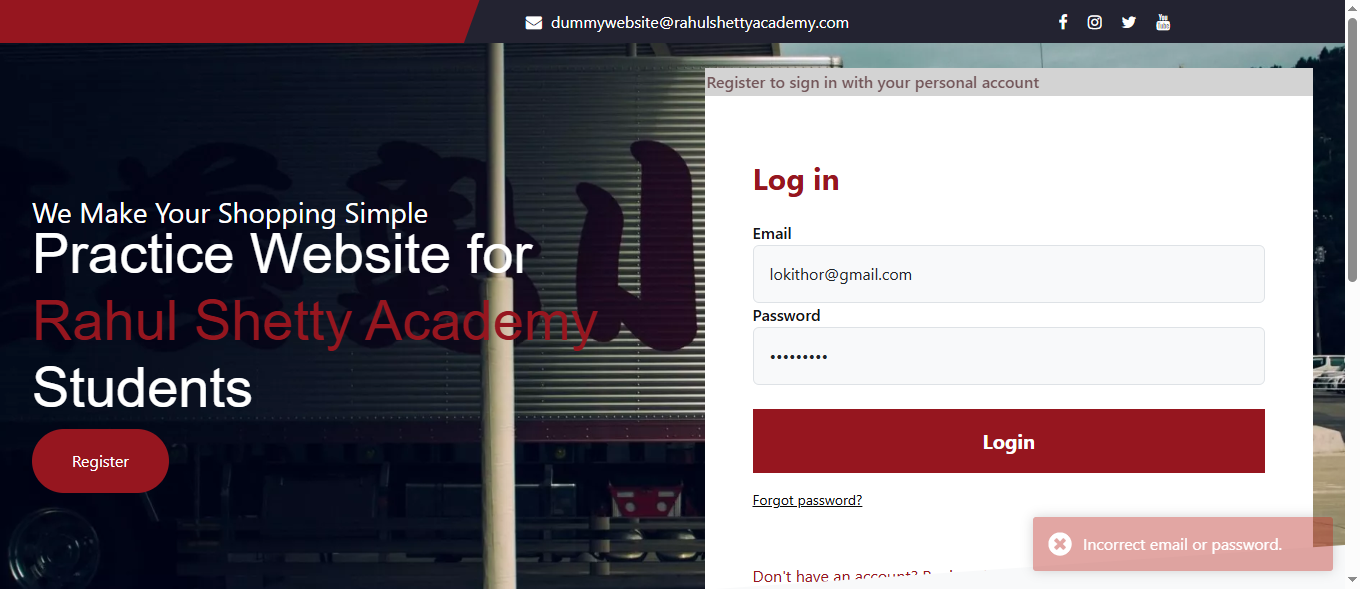 dummywebsite@rahulshettyacademy.com
Register to sign in with your personal account
We Make Your Shopping Simple
Practice Website for
Rahul Shetty Academy
Students
Register
Log in
Email
lokithor@gmail.com
Password
•••••••••
Login
Forgot password?
Incorrect email or password.
Don't have an account?